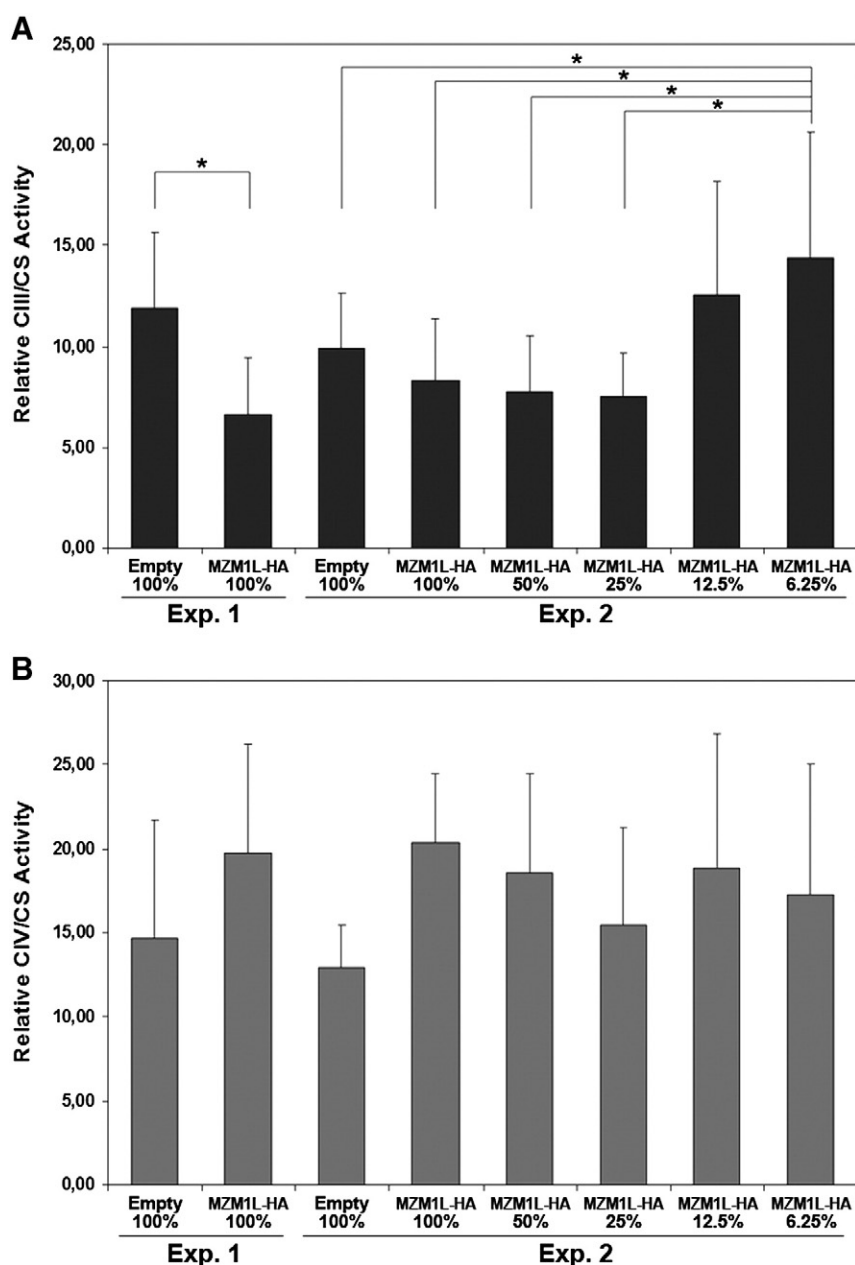 A
Relative CIII/CS Activity
25,00
20,00
15,00
10,00
5,00
0,00
*
*
*
*
*
Empty MZM1L-HA Empty MZM1L-HA MZM1L-HA MZM1L-HA MZM1L-HA MZM1L-HA
100% 100% 100% 100% 50% 25% 12.5% 6.25%
Exp. 1 Exp. 2
B
Relative CIV/CS Activity
30,00
25,00
20,00
15,00
10,00
5,00
0,00
Empty MZM1L-HA Empty MZM1L-HA MZM1L-HA MZM1L-HA MZM1L-HA MZM1L-HA
100% 100% 100% 100% 50% 25% 12.5% 6.25%
Exp. 1 Exp. 2